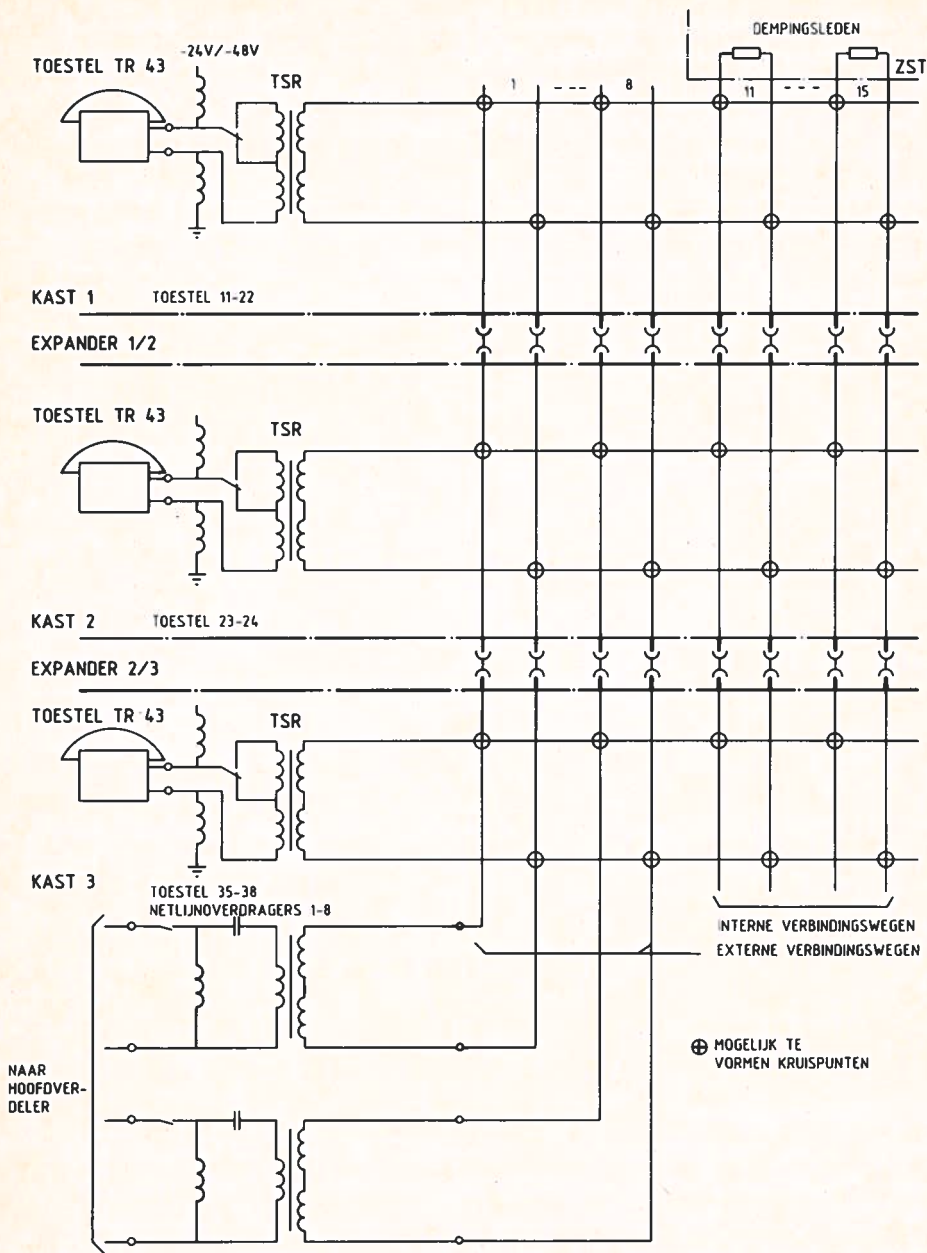 DEMPINGSLEDEN
-24V/-48V
TOESTEL TR 43
TSR
ZST
1 ---- 8
11 ---- 15
KAST 1 TOESTEL 11-22
EXPANDER 1/2
TOESTEL TR 43
TSR
KAST 2 TOESTEL 23-24
EXPANDER 2/3
TOESTEL TR 43
TSR
KAST 3
TOESTEL 35-38
NETLIJNOVERDRAGERS 1-8
INTERNE VERBINDINGSWEGEN
EXTERNE VERBINDINGSWEGEN
MOGELIJK TE
VORMEN KRUISPUNTEN
NAAR
HOOFDVER-
DELER